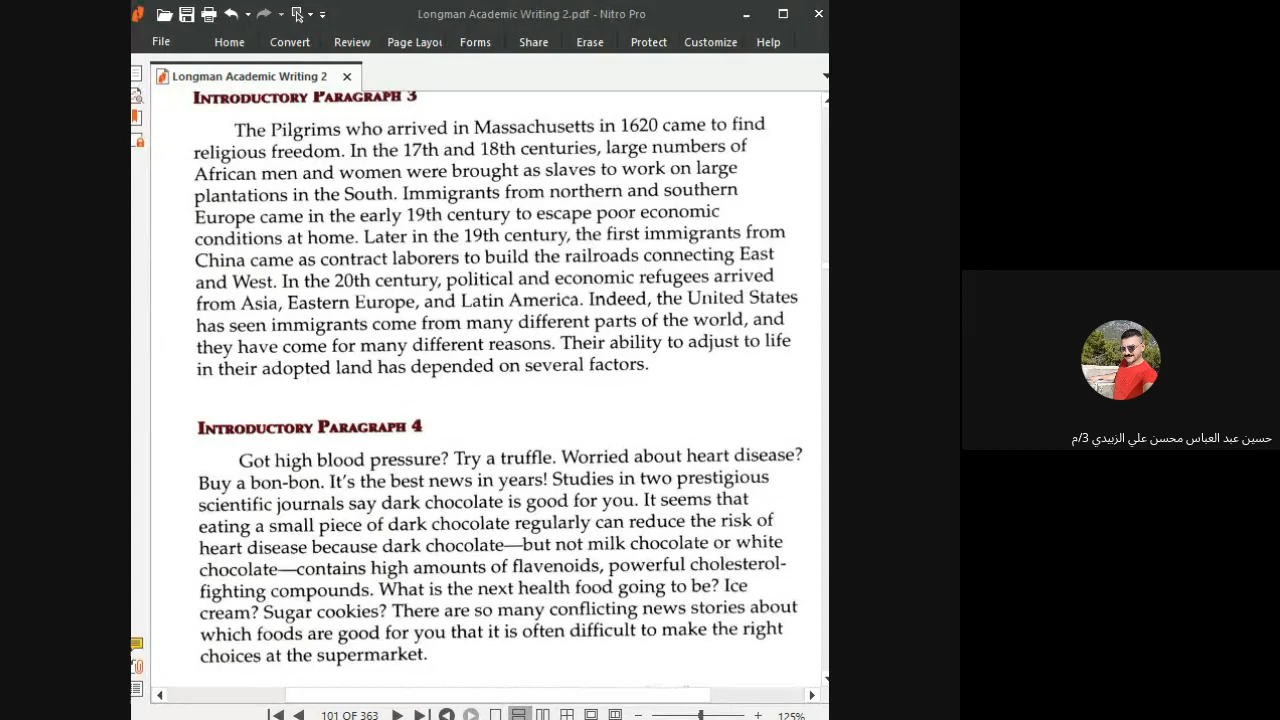 Longman Academic Writing 2.pdf - Nitro Pro
File Home Convert Review Page Layou Forms Share Erase Protect Customize Help
Longman Academic Writing 2
INTRODUCTORY PARAGRAPH 3
The Pilgrims who arrived in Massachusetts in 1620 came to find
religious freedom. In the 17th and 18th centuries, large numbers of
African men and women were brought as slaves to work on large
plantations in the South. Immigrants from northern and southern
Europe came in the early 19th century to escape poor economic
conditions at home. Later in the 19th century, the first immigrants from
China came as contract laborers to build the railroads connecting East
and West. In the 20th century, political and economic refugees arrived
from Asia, Eastern Europe, and Latin America. Indeed, the United States
has seen immigrants come from many different parts of the world, and
they have come for many different reasons. Their ability to adjust to life
in their adopted land has depended on several factors.
INTRODUCTORY PARAGRAPH 4
Got high blood pressure? Try a truffle. Worried about heart disease?
Buy a bon-bon. It's the best news in years! Studies in two prestigious
scientific journals say dark chocolate is good for you. It seems that
eating a small piece of dark chocolate regularly can reduce the risk of
heart disease because dark chocolate—but not milk chocolate or white
chocolate—contains high amounts of flavenoids, powerful cholesterol-
fighting compounds. What is the next health food going to be? Ice
cream? Sugar cookies? There are so many conflicting news stories about
which foods are good for you that it is often difficult to make the right
choices at the supermarket.
101 OF 363
125%
حسين عبد العباس محسن علي الزبيدي 3/م